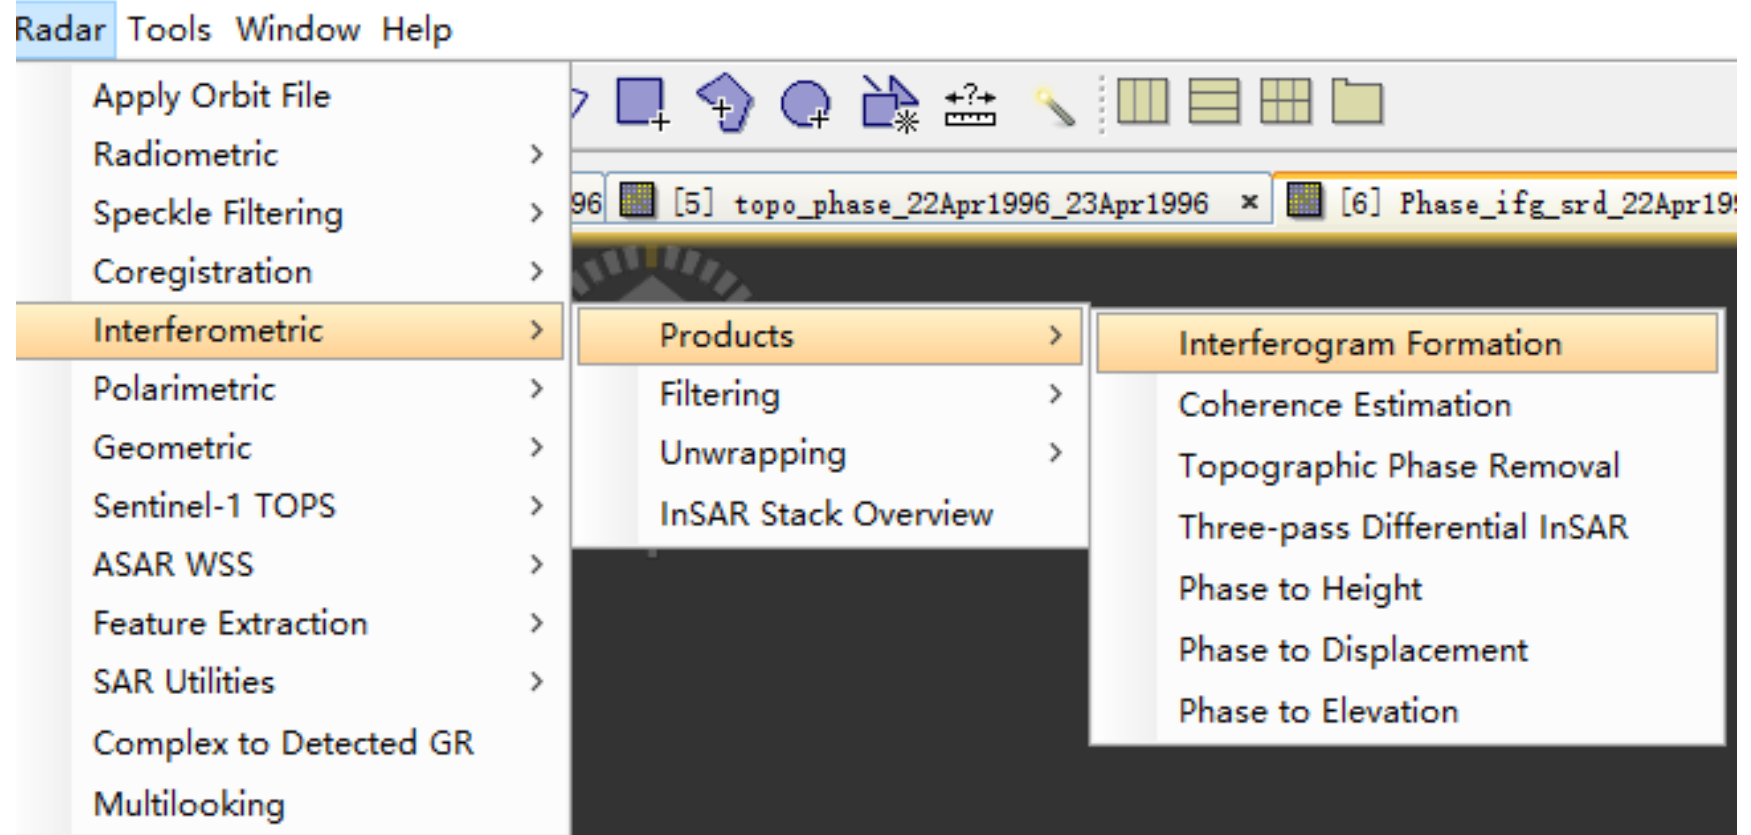 Radar Tools Window Help
Apply Orbit File
Radiometric
Speckle Filtering
Coregistration
Interferometric
Polarimetric
Geometric
Sentinel-1 TOPS
ASAR WSS
Feature Extraction
SAR Utilities
Complex to Detected GR
Multilooking
96 [5] topo_phase_22Apr1996_23Apr1996 × [6] Phase_ifg_srd_22Apr199
Products
Filtering
Unwrapping
InSAR Stack Overview
Interferogram Formation
Coherence Estimation
Topographic Phase Removal
Three-pass Differential InSAR
Phase to Height
Phase to Displacement
Phase to Elevation